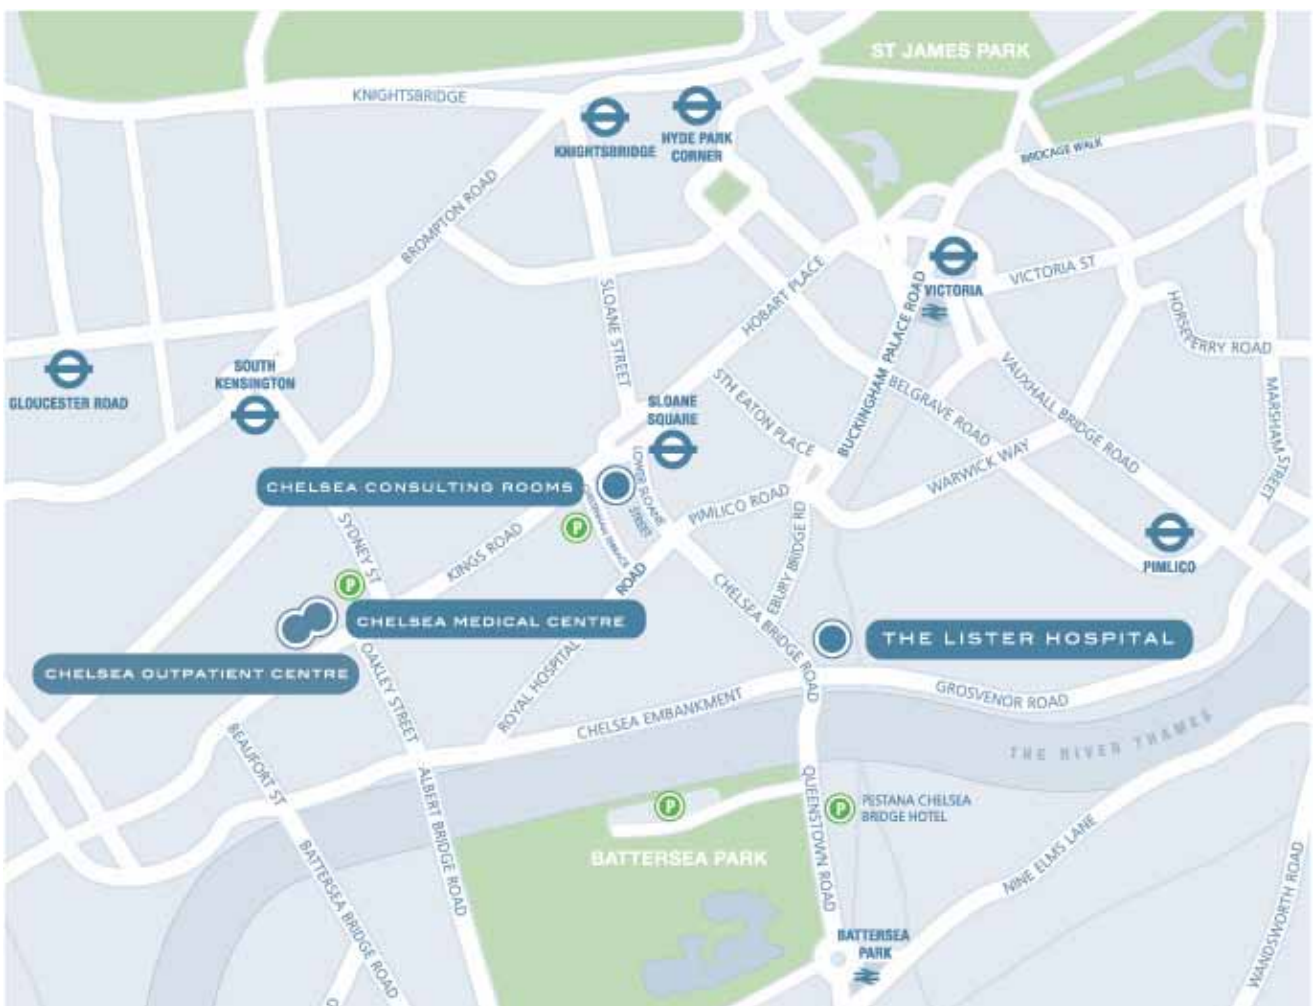 ST JAMES PARK
KNIGHTSBRIDGE
KNIGHTSBRIDGE
HYDE PARK
CORNER
BIRDCAGE WALK
BROMPTON ROAD
SLOANE STREET
HOBART PLACE
VICTORIA
VICTORIA ST
BUCKINGHAM PALACE ROAD
HORSEFERRY ROAD
GLOUCESTER ROAD
SOUTH
KENSINGTON
SLOANE
SQUARE
STH EATON PLACE
BELGRAVE ROAD
VAUXHALL BRIDGE ROAD
MARSHAM STREET
WARWICK WAY
CHELSEA CONSULTING ROOMS
LOWER SLOANE
STREET
PIMLICO ROAD
P
SYDNEY ST
KINGS ROAD
EBURY BRIDGE RD
PIMLICO
P
CHELSEA MEDICAL CENTRE
CHELSEA BRIDGE ROAD
THE LISTER HOSPITAL
CHELSEA OUTPATIENT CENTRE
OAKLEY STREET
ROYAL HOSPITAL ROAD
CHELSEA EMBANKMENT
GROSVENOR ROAD
THE RIVER THAMES
BEAUFORT ST
ALBERT BRIDGE ROAD
QUEENSTOWN ROAD
P
P
PESTANA CHELSEA
BRIDGE HOTEL
BATTERSEA PARK
BATTERSEA BRIDGE ROAD
NINE ELMS LANE
WANDSWORTH ROAD
BATTERSEA
PARK